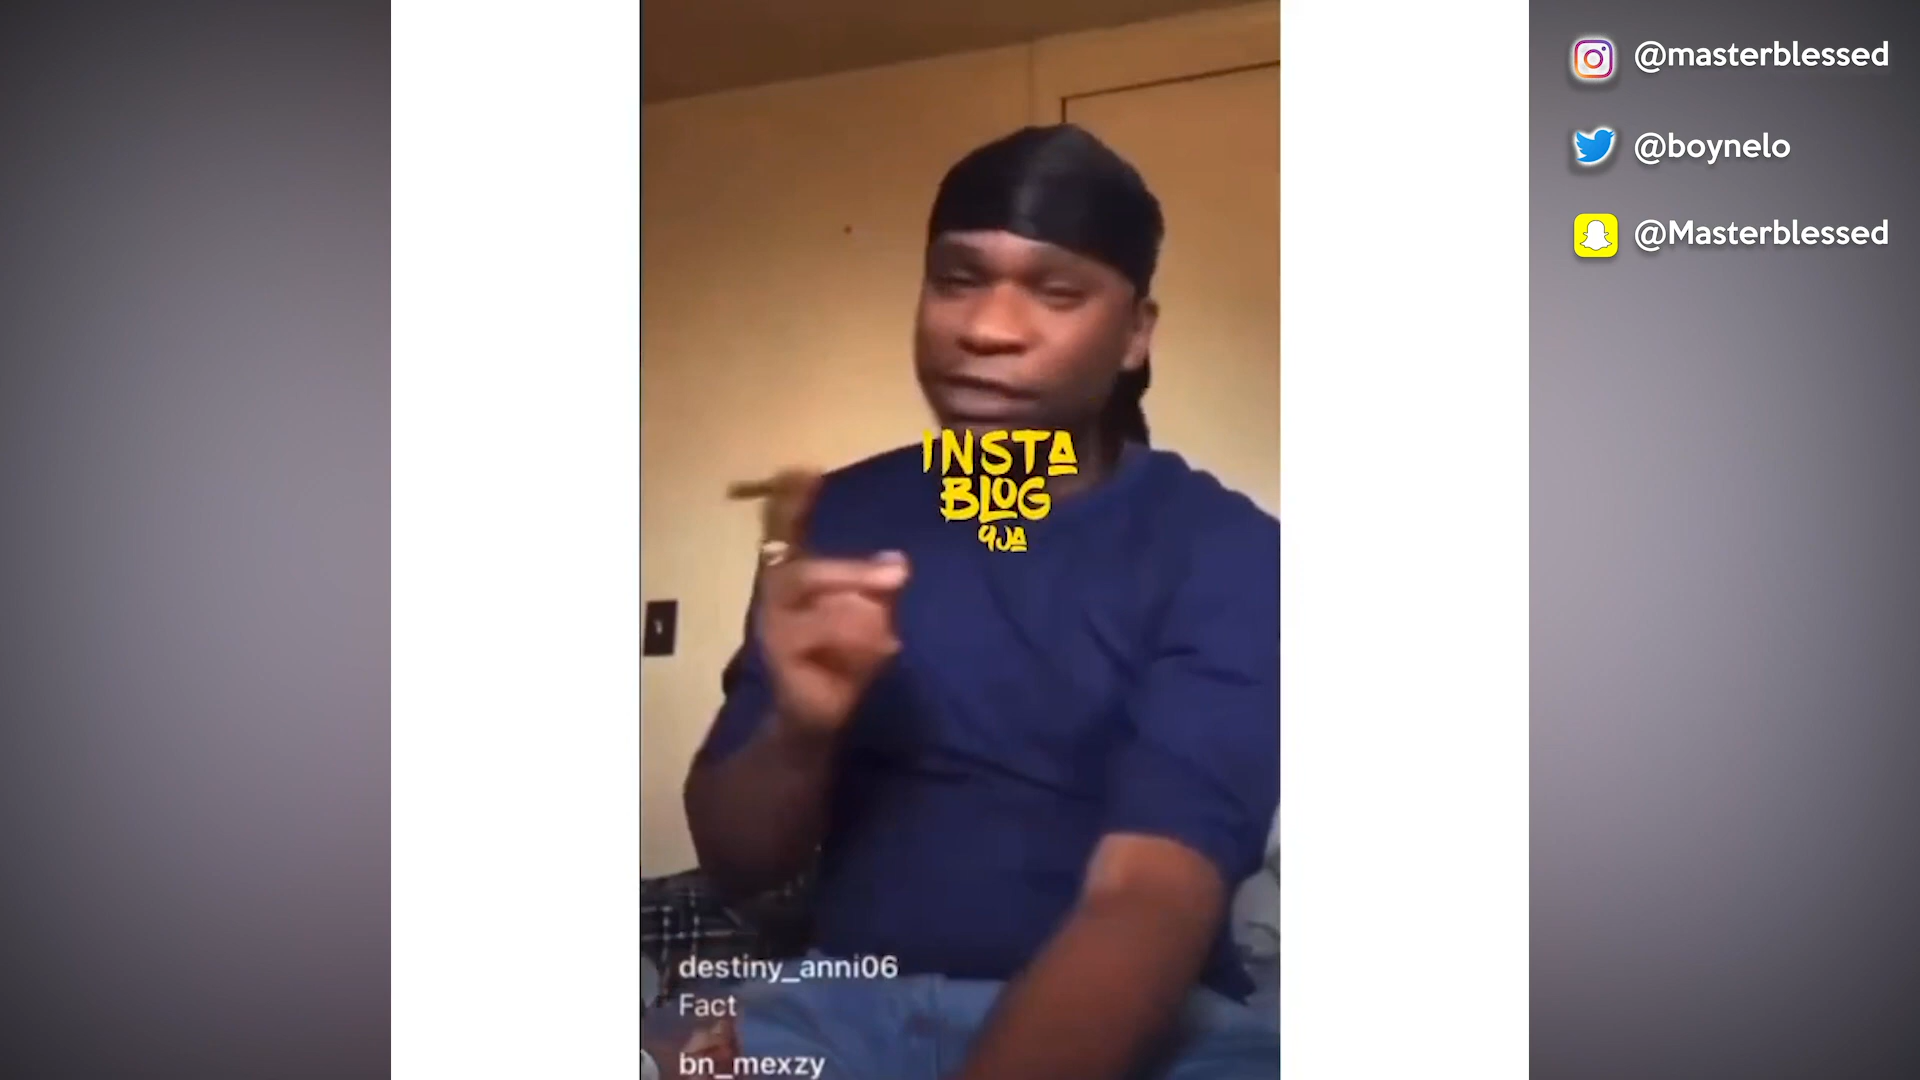 @masterblessed
@boynelo
@Masterblessed
INSTA
BLOG
9JA
destiny_anni06
Fact
bn_mexzy